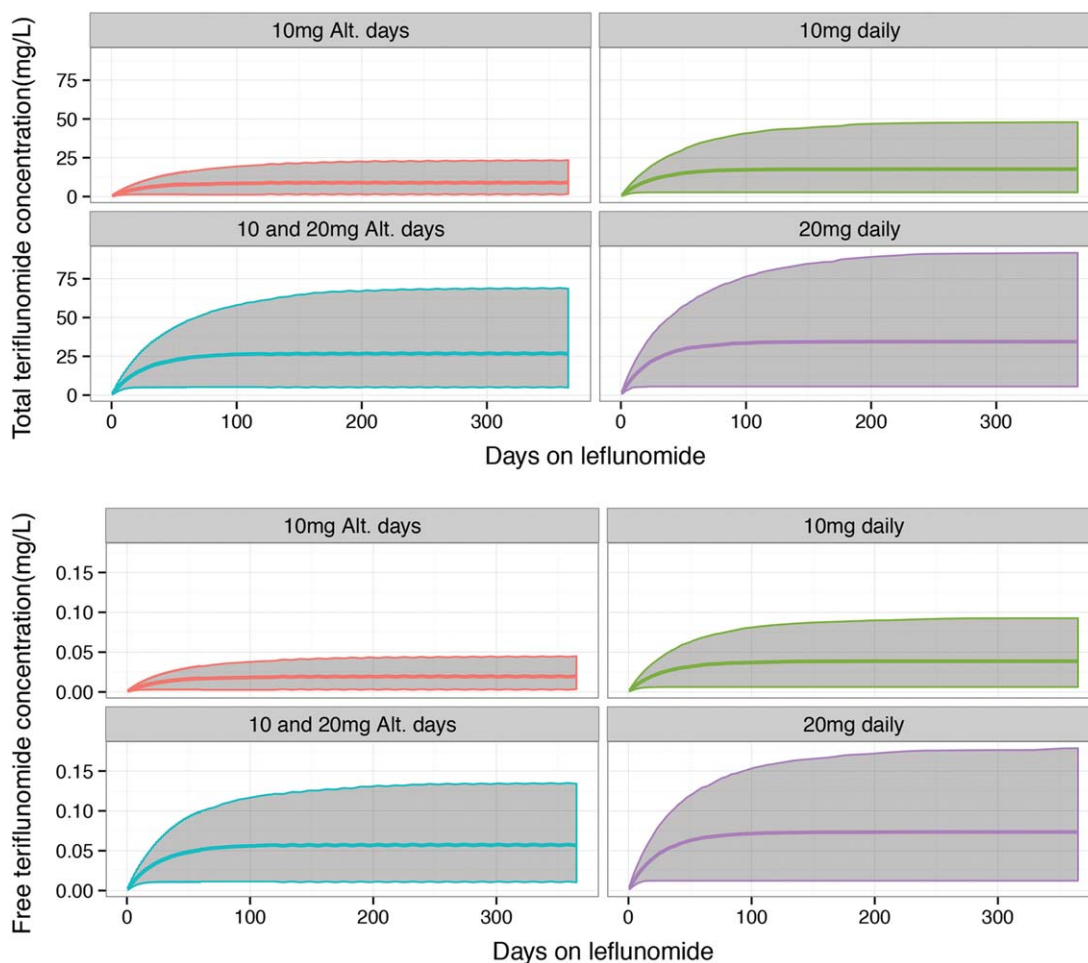 10mg Alt. days
10mg daily
75
50
25
0
10 and 20mg Alt. days
20mg daily
75
50
25
0
0 100 200 300
0 100 200 300
Total teriflunomide concentration(mg/L)
Days on leflunomide
10mg Alt. days
10mg daily
0.15
0.10
0.05
0.00
10 and 20mg Alt. days
20mg daily
0.15
0.10
0.05
0.00
0 100 200 300
0 100 200 300
Free teriflunomide concentration(mg/L)
Days on leflunomide